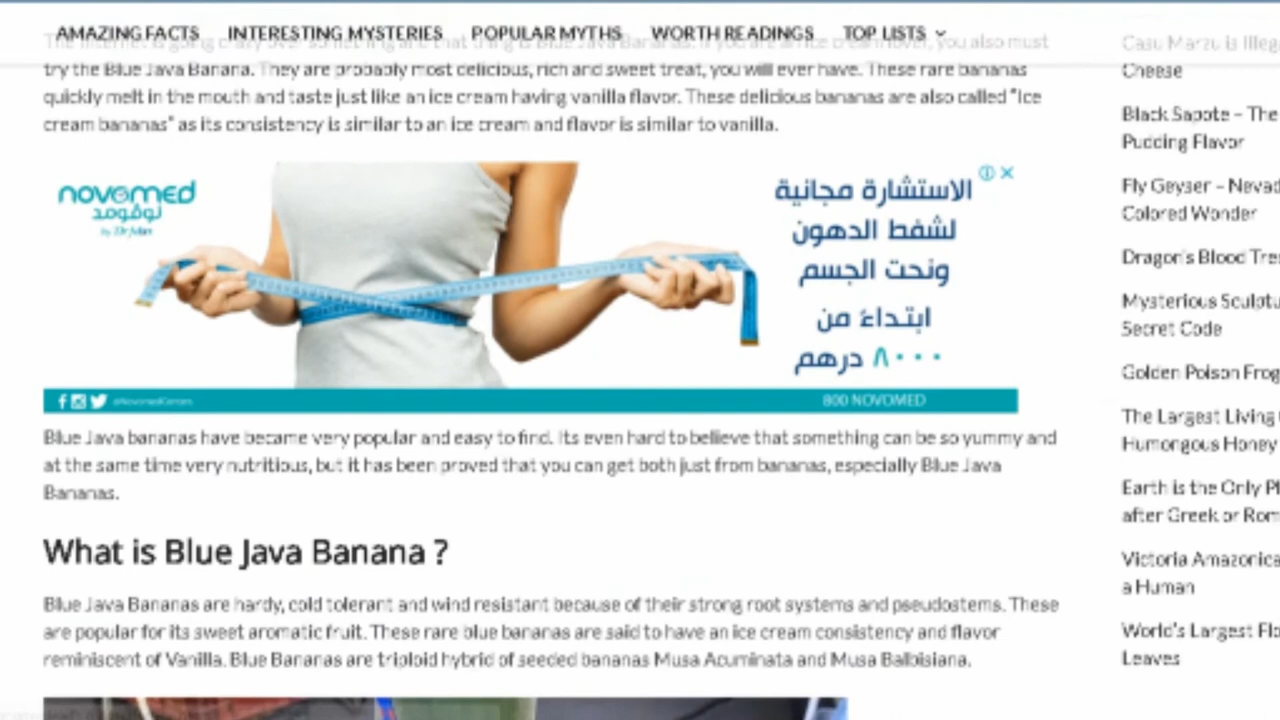 AMAZING FACTS INTERESTING MYSTERIES POPULAR MYTHS WORTH READINGS TOP LISTS
The internet is going crazy over something and that thing is Blue Java Bananas. If you are an ice cream lover, you also must
try the Blue Java Banana. They are probably most delicious, rich and sweet treat, you will ever have. These rare bananas
quickly melt in the mouth and taste just like an ice cream having vanilla flavor. These delicious bananas are also called "Ice
cream bananas" as its consistency is similar to an ice cream and flavor is similar to vanilla.
novomed
نوفومد
الاستشارة مجانية
لشفط الدهون
ونحت الجسم
ابتداءً من
٨٠٠٠ درهم
800 NOVOMED
Blue Java bananas have became very popular and easy to find. Its even hard to believe that something can be so yummy and
at the same time very nutritious, but it has been proved that you can get both just from bananas, especially Blue Java
Bananas.
What is Blue Java Banana ?
Blue Java Bananas are hardy, cold tolerant and wind resistant because of their strong root systems and pseudostems. These
are popular for its sweet aromatic fruit. These rare blue bananas are said to have an ice cream consistency and flavor
reminiscent of Vanilla. Blue Bananas are triploid hybrid of seeded bananas Musa Acuminata and Musa Balbisiana.
Casu Marzu is Illeg
Cheese
Black Sapote – The
Pudding Flavor
Fly Geyser – Nevad
Colored Wonder
Dragon's Blood Tre
Mysterious Sculptu
Secret Code
Golden Poison Frog
The Largest Living
Humongous Honey
Earth is the Only Pl
after Greek or Rom
Victoria Amazonica
a Human
World's Largest Flo
Leaves